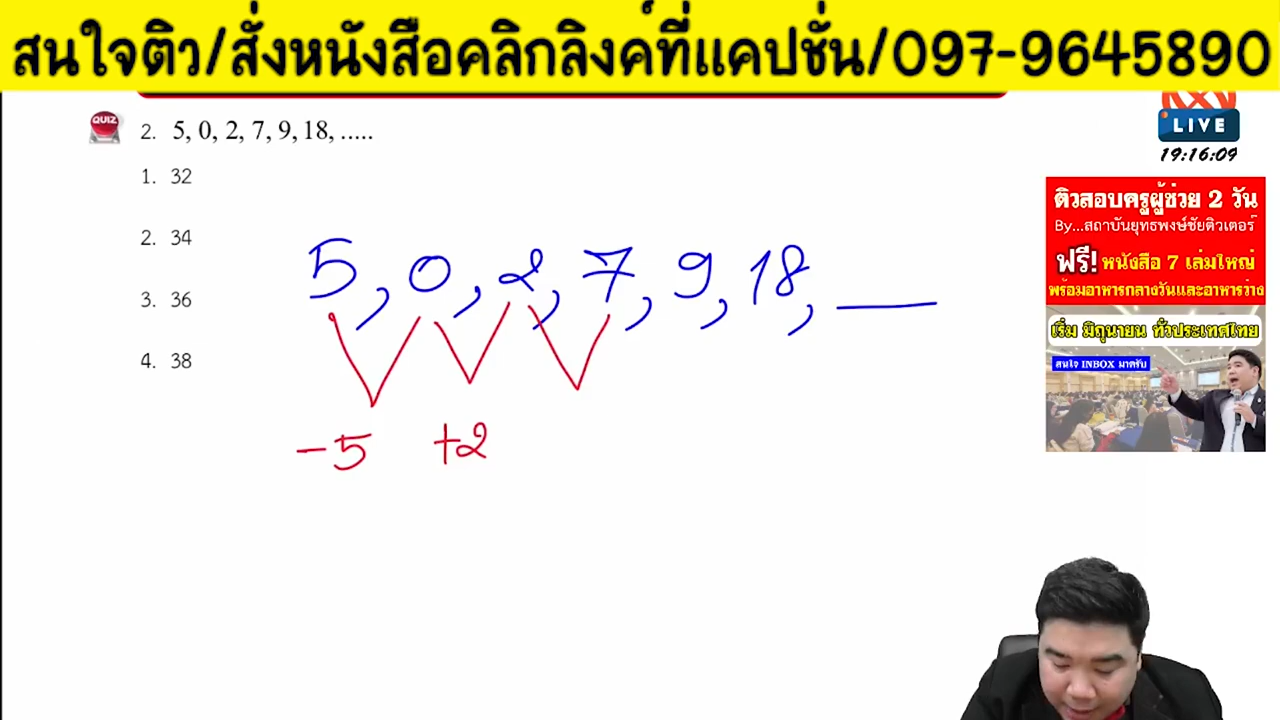 สนใจติว/สั่งหนังสือคลิกลิงค์ที่แคปชั่น/097-9645890
QUIZ
2. 5, 0, 2, 7, 9, 18, .....
1. 32
2. 34
3. 36
4. 38
5, 0, 2, 7, 9, 18, ____
-5 +2
LIVE
19:16:09
ติวสอบครูผู้ช่วย 2 วัน
By...สถาบันยุทธพงษ์ชัยติวเตอร์
ฟรี! หนังสือ 7 เล่มใหญ่
พร้อมอาหารกลางวันและอาหารว่าง
เริ่ม มิถุนายน ทั่วประเทศไทย
สนใจ INBOX มาครับ